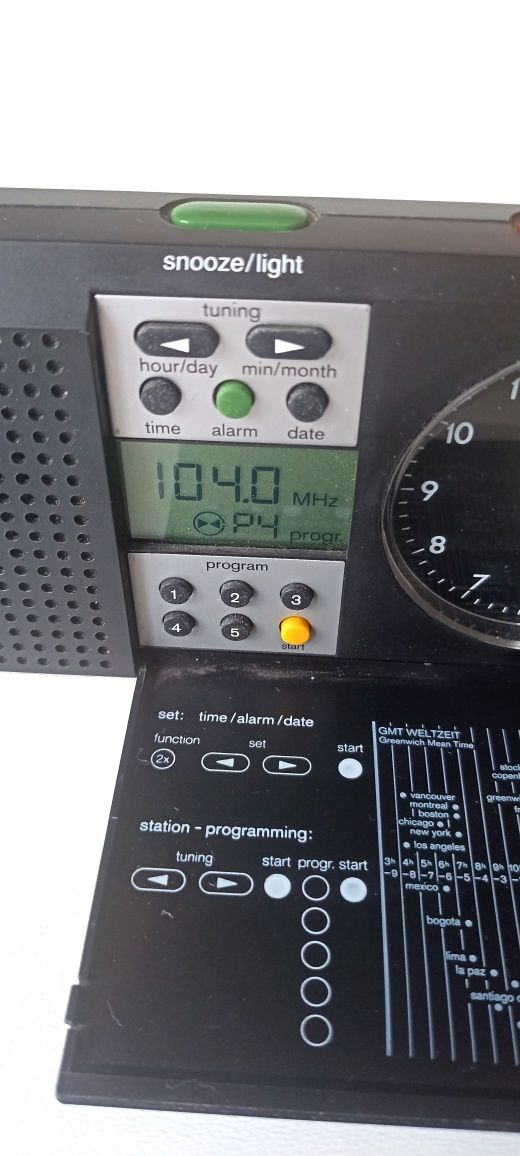 snooze/light
tuning
hour/day min/month
time alarm date
104.0 MHz
P4 progr.
program
1 2 3
4 5
start
10
9
8
7
set: time/alarm/date
function set start
2x
station - programming:
tuning start progr. start
GMT WELTZEIT
Greenwich Mean Time
vancouver
montreal
boston
chicago
new york
los angeles
3h 4h 5h 6h 7h 8h 9h
-9 -8 -7 -6 -5 -4 -3
mexico
bogota
lima
la paz
santiago